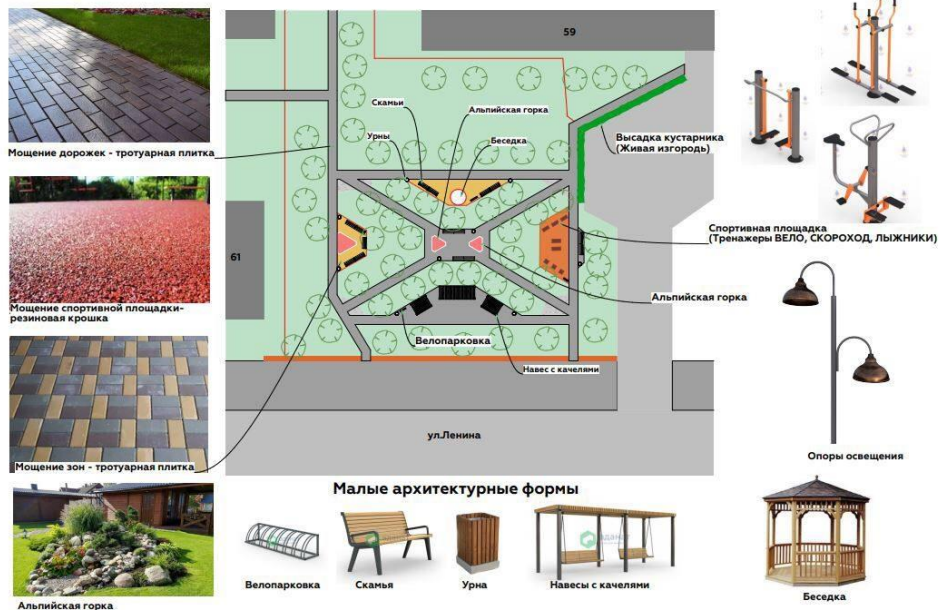 59
Скамьи
Альпийская горка
Урны
Беседка
Высадка кустарника
(Живая изгородь)
Мощение дорожек - тротуарная плитка
Спортивная площадка
(Тренажеры ВЕЛО, СКОРОХОД, ЛЫЖНИКИ)
61
Мощение спортивной площадки-
резиновая крошка
Альпийская горка
Велопарковка
Навес с качелями
ул.Ленина
Мощение зон - тротуарная плитка
Опоры освещения
Малые архитектурные формы
Велопарковка
Скамья
Урна
Навесы с качелями
Беседка
Альпийская горка